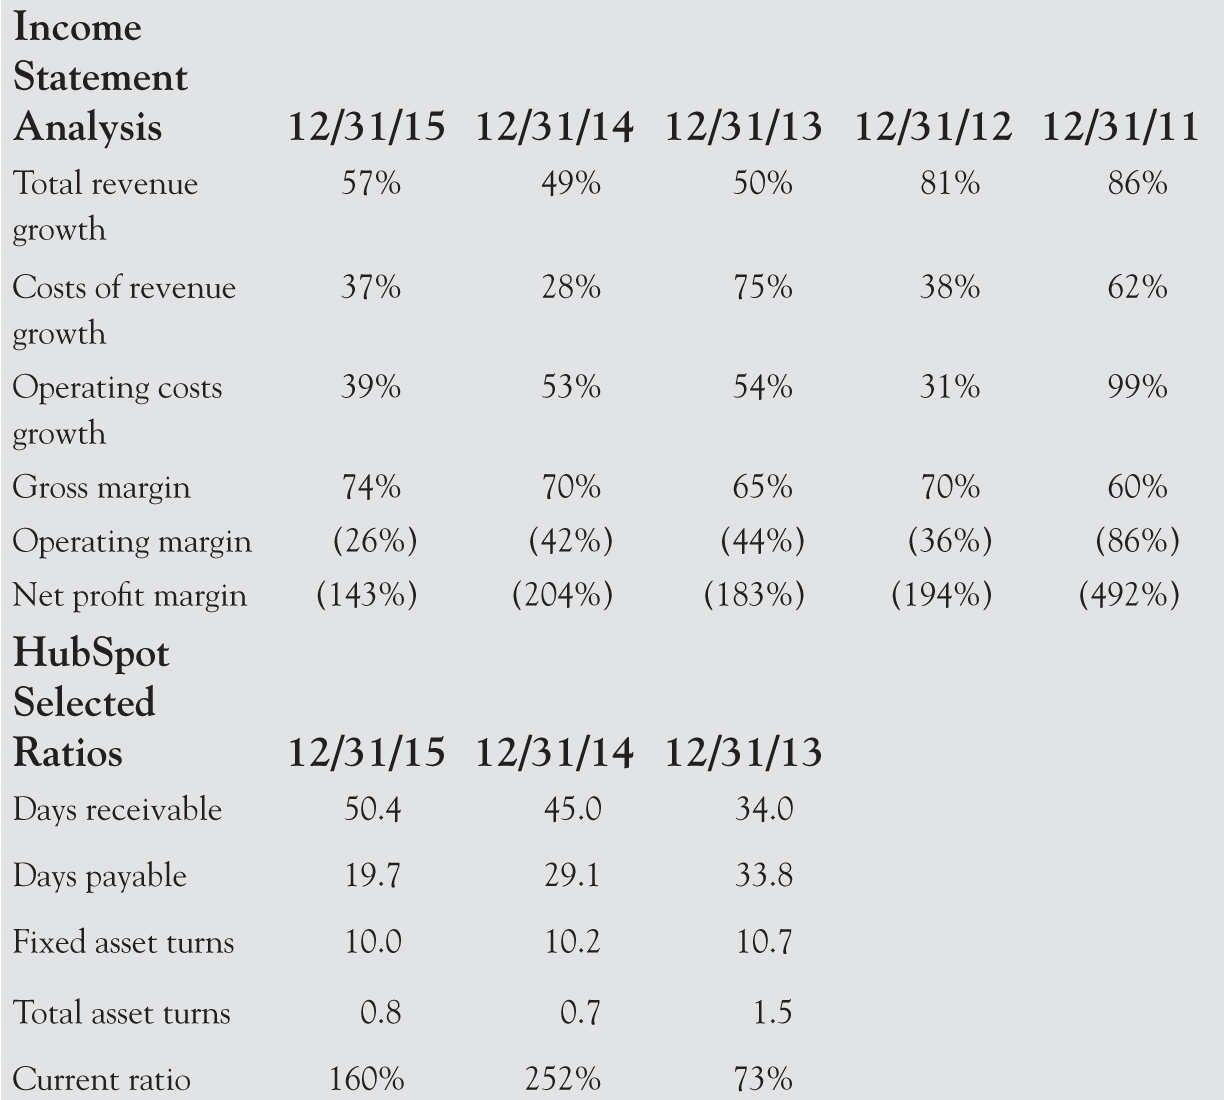 Income
Statement
Analysis 12/31/15 12/31/14 12/31/13 12/31/12 12/31/11
Total revenue 57% 49% 50% 81% 86%
growth
Costs of revenue 37% 28% 75% 38% 62%
growth
Operating costs 39% 53% 54% 31% 99%
growth
Gross margin 74% 70% 65% 70% 60%
Operating margin (26%) (42%) (44%) (36%) (86%)
Net profit margin (143%) (204%) (183%) (194%) (492%)
HubSpot
Selected
Ratios 12/31/15 12/31/14 12/31/13
Days receivable 50.4 45.0 34.0
Days payable 19.7 29.1 33.8
Fixed asset turns 10.0 10.2 10.7
Total asset turns 0.8 0.7 1.5
Current ratio 160% 252% 73%